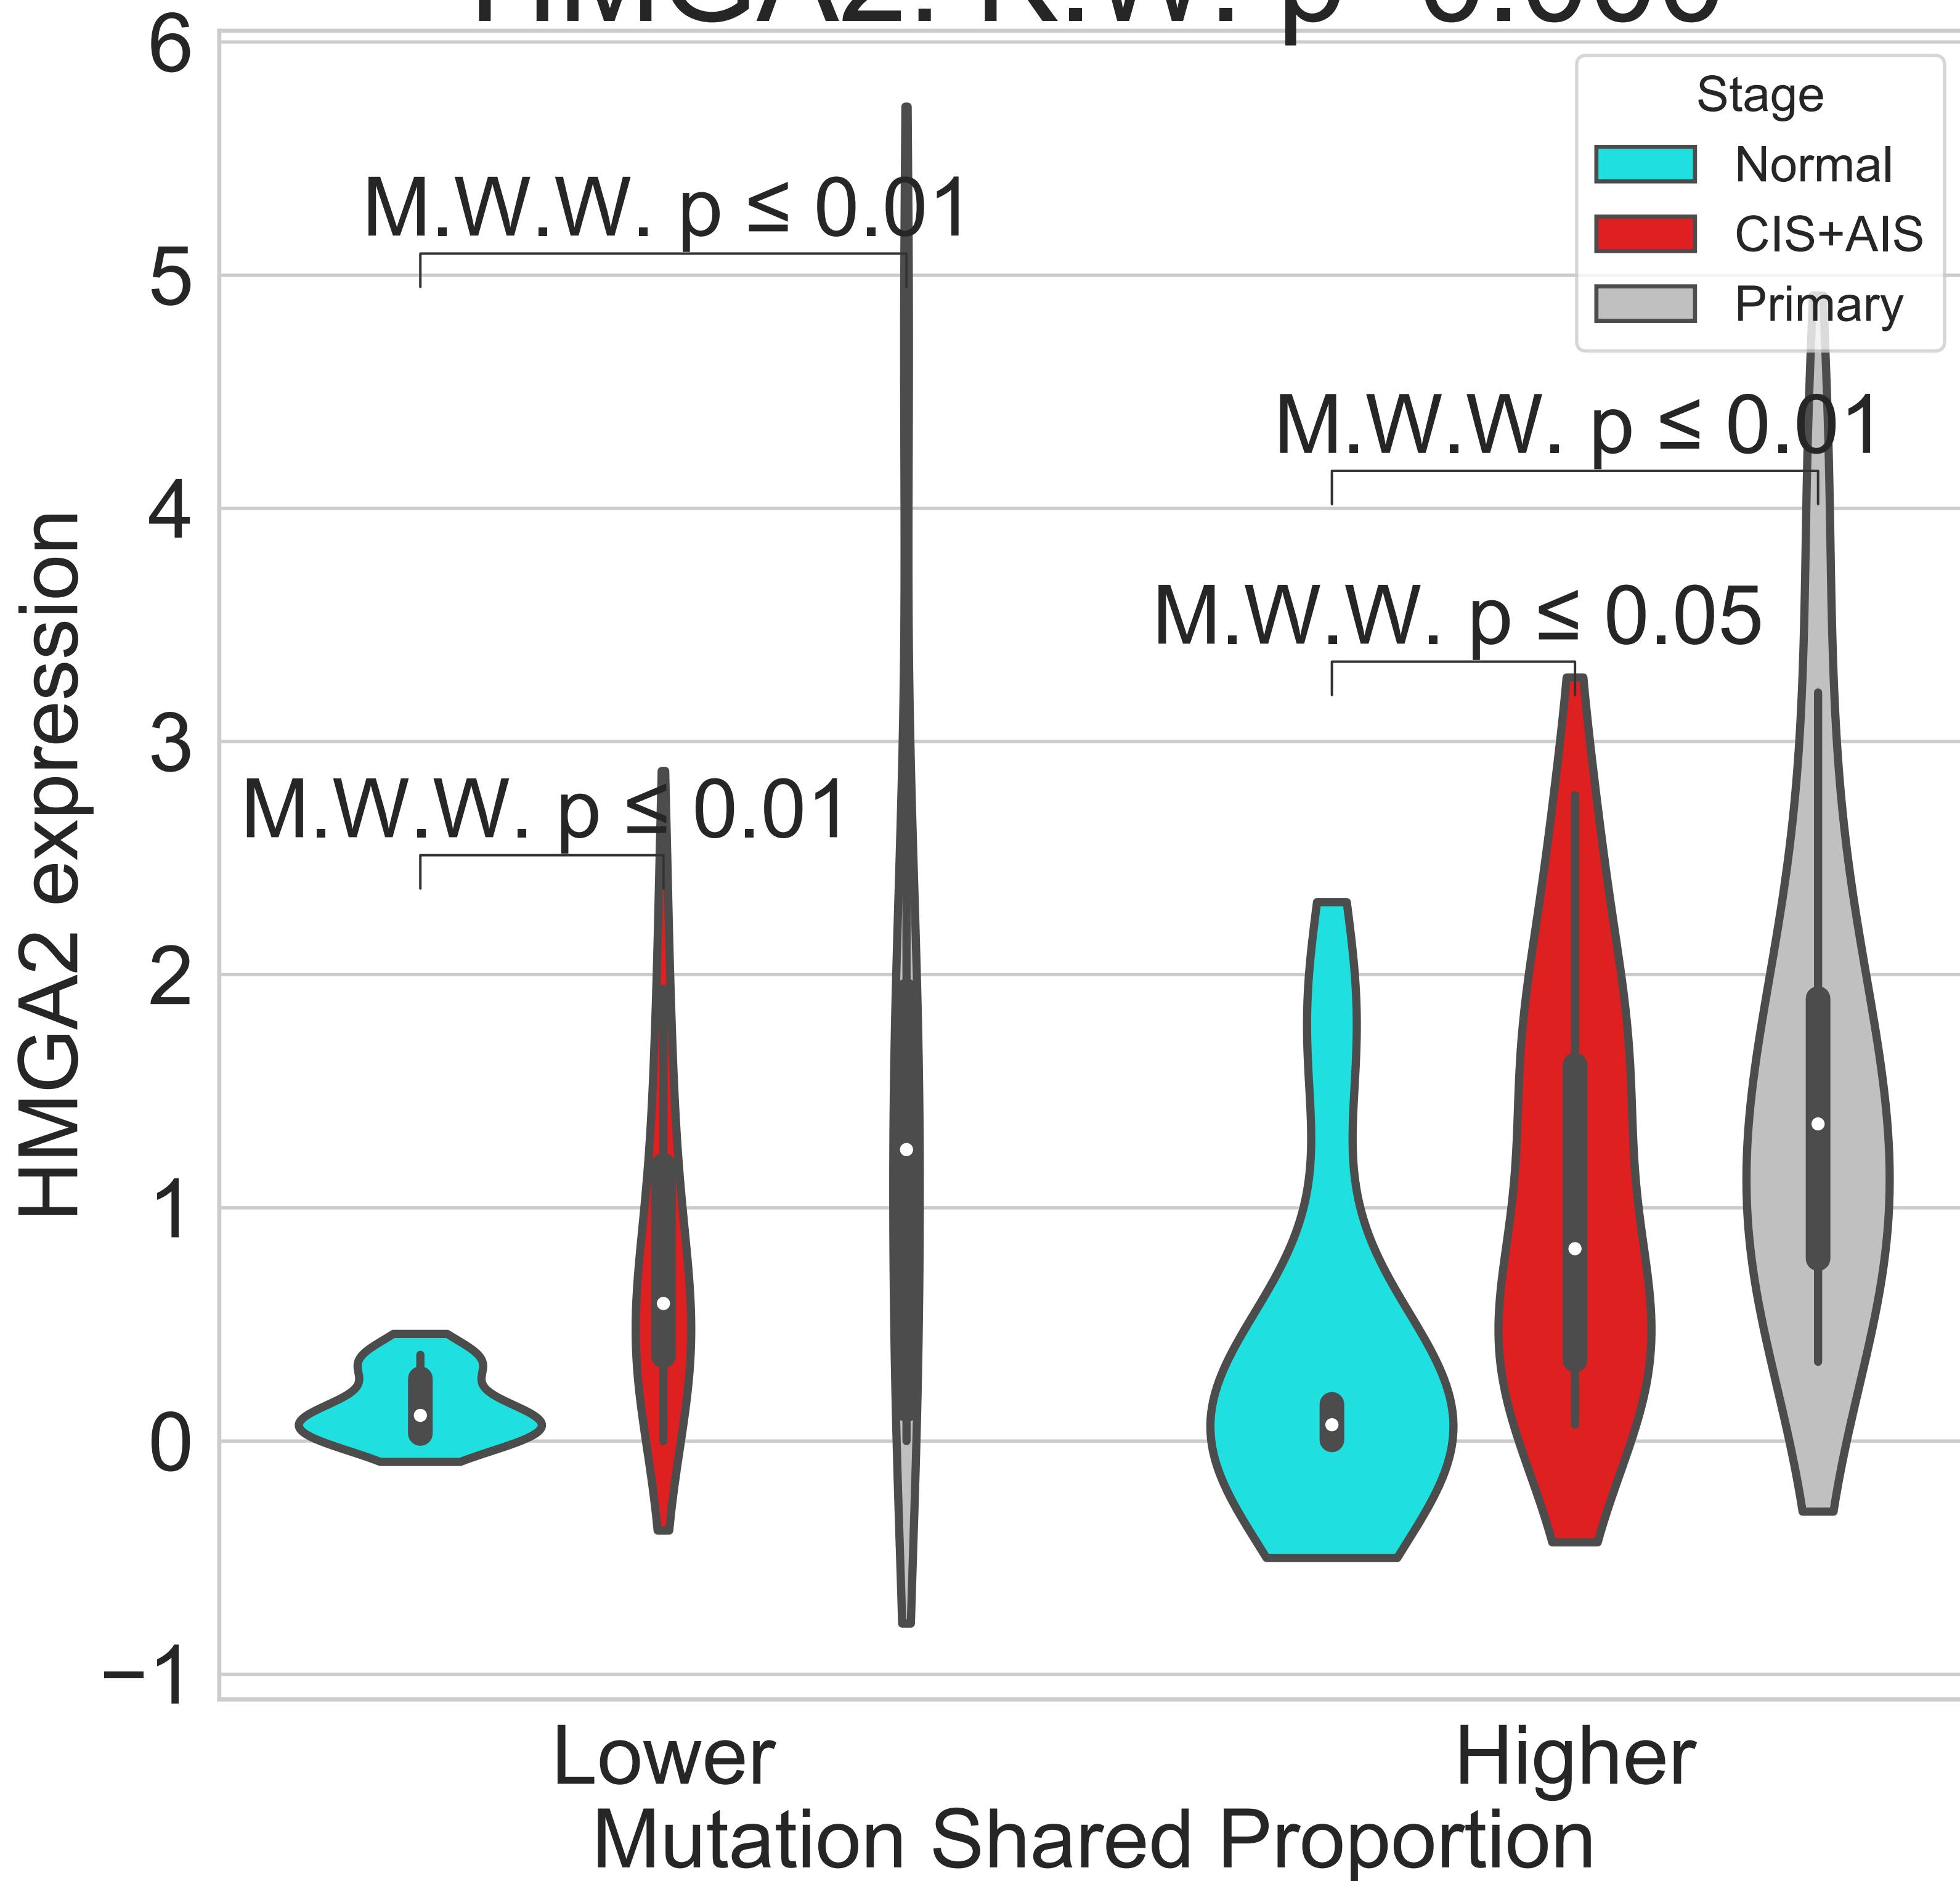 HMGA2: K.W. p
6
5
4
3
2
1
0
−1
HMGA2 expression
Stage
Normal
CIS+AIS
Primary
M.W.W. p ≤ 0.01
M.W.W. p ≤ 0.01
M.W.W. p ≤ 0.05
M.W.W. p ≤ 0.01
Lower
Higher
Mutation Shared Proportion